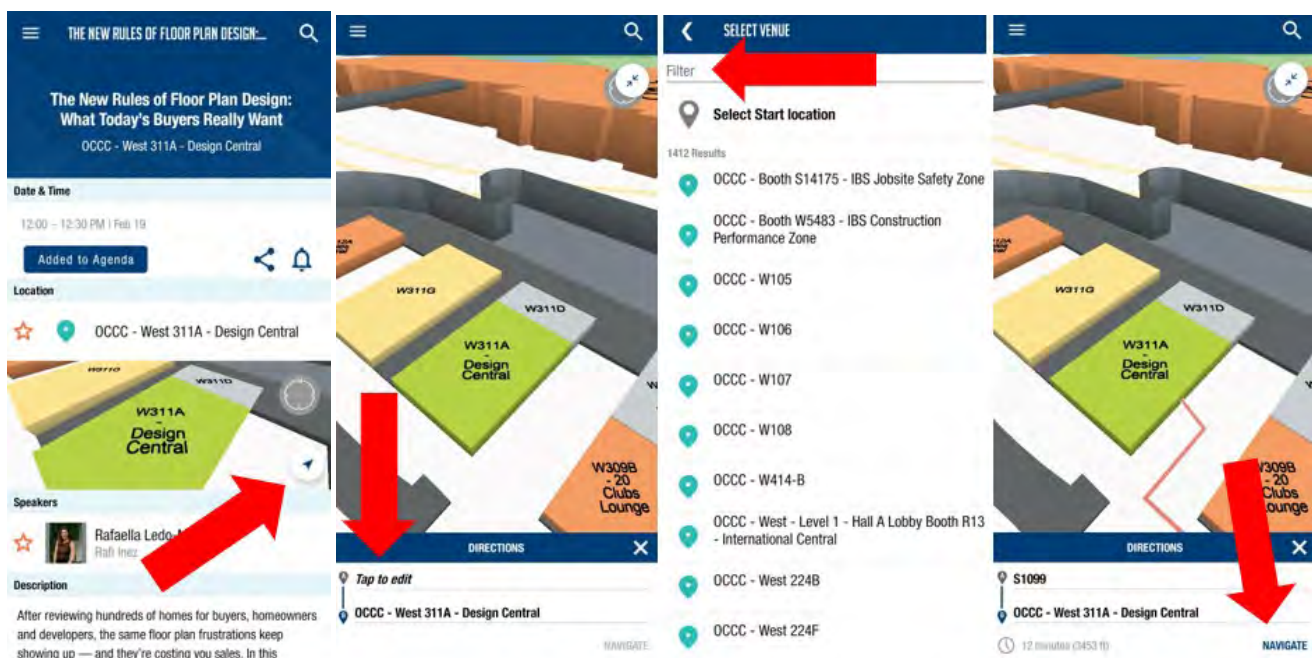 THE NEW RULES OF FLOOR PLAN DESIGN:...
The New Rules of Floor Plan Design:
What Today's Buyers Really Want
OCCC - West 311A - Design Central
Date & Time
12:00 – 12:30 PM | Feb 19
Added to Agenda
Location
OCCC - West 311A - Design Central
W311G
W311D
W311A
-
Design
Central
Speakers
Rafaella Ledo-
Rafi Inez
Description
After reviewing hundreds of homes for buyers, homeowners
and developers, the same floor plan frustrations keep
showing up — and they're costing you sales. In this
W311G
W311D
W311A
-
Design
Central
W309B
- 20
Clubs
Lounge
DIRECTIONS
Tap to edit
OCCC - West 311A - Design Central
NAVIGATE
SELECT VENUE
Filter
Select Start location
1412 Results
OCCC - Booth S14175 - IBS Jobsite Safety Zone
OCCC - Booth W5483 - IBS Construction
Performance Zone
OCCC - W105
OCCC - W106
OCCC - W107
OCCC - W108
OCCC - W414-B
OCCC - West - Level 1 - Hall A Lobby Booth R13
- International Central
OCCC - West 224B
OCCC - West 224F
W311G
W311D
W311A
-
Design
Central
W309B
- 20
Clubs
Lounge
DIRECTIONS
S1099
OCCC - West 311A - Design Central
12 minutes (3453 ft)
NAVIGATE